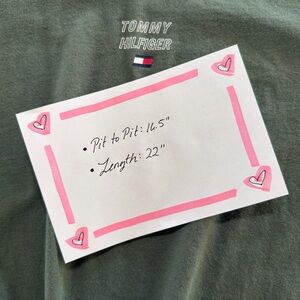 TOMMY
HILFIGER
• Pit to Pit: 16.5"
• Length: 22"